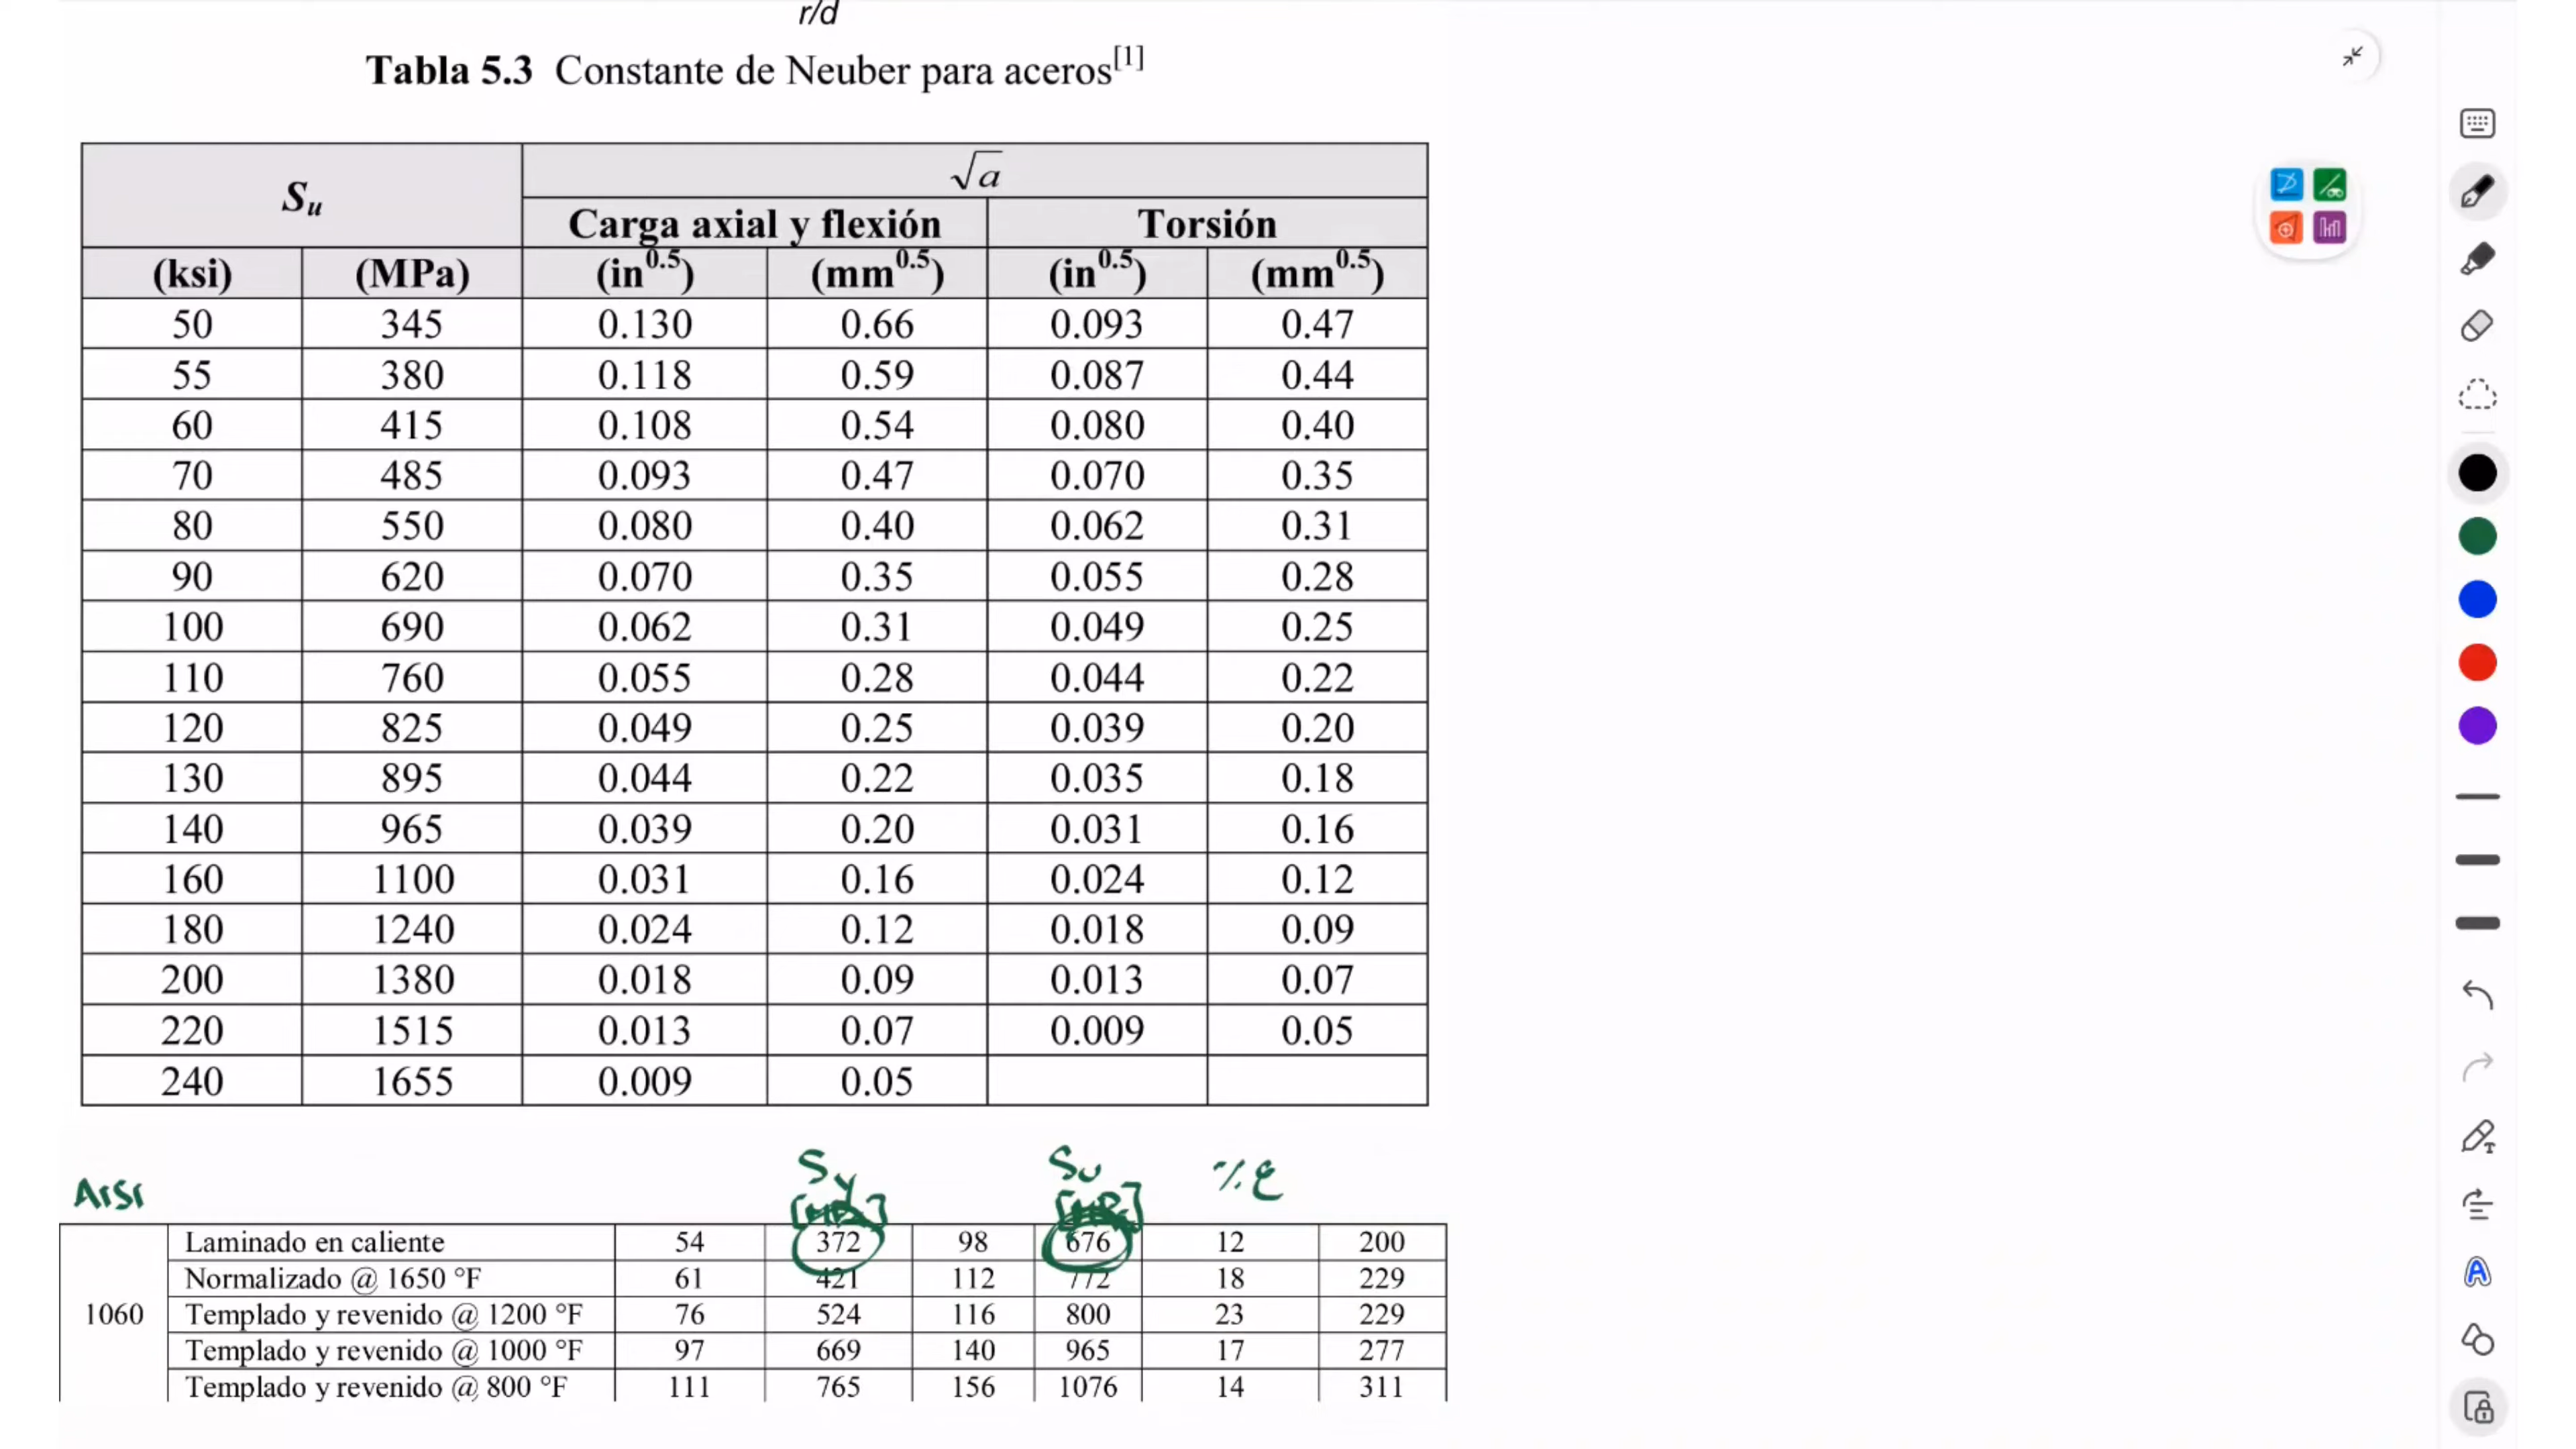 r/d
Tabla 5.3 Constante de Neuber para aceros[1]
Su √a
Carga axial y flexión Torsión
(ksi) (MPa) (in^0.5) (mm^0.5) (in^0.5) (mm^0.5)
50 345 0.130 0.66 0.093 0.47
55 380 0.118 0.59 0.087 0.44
60 415 0.108 0.54 0.080 0.40
70 485 0.093 0.47 0.070 0.35
80 550 0.080 0.40 0.062 0.31
90 620 0.070 0.35 0.055 0.28
100 690 0.062 0.31 0.049 0.25
110 760 0.055 0.28 0.044 0.22
120 825 0.049 0.25 0.039 0.20
130 895 0.044 0.22 0.035 0.18
140 965 0.039 0.20 0.031 0.16
160 1100 0.031 0.16 0.024 0.12
180 1240 0.024 0.12 0.018 0.09
200 1380 0.018 0.09 0.013 0.07
220 1515 0.013 0.07 0.009 0.05
240 1655 0.009 0.05
AISI Sy Su %ε
Laminado en caliente 54 372 98 676 12 200
Normalizado @ 1650 °F 61 421 112 772 18 229
1060 Templado y revenido @ 1200 °F 76 524 116 800 23 229
Templado y revenido @ 1000 °F 97 669 140 965 17 277
Templado y revenido @ 800 °F 111 765 156 1076 14 311